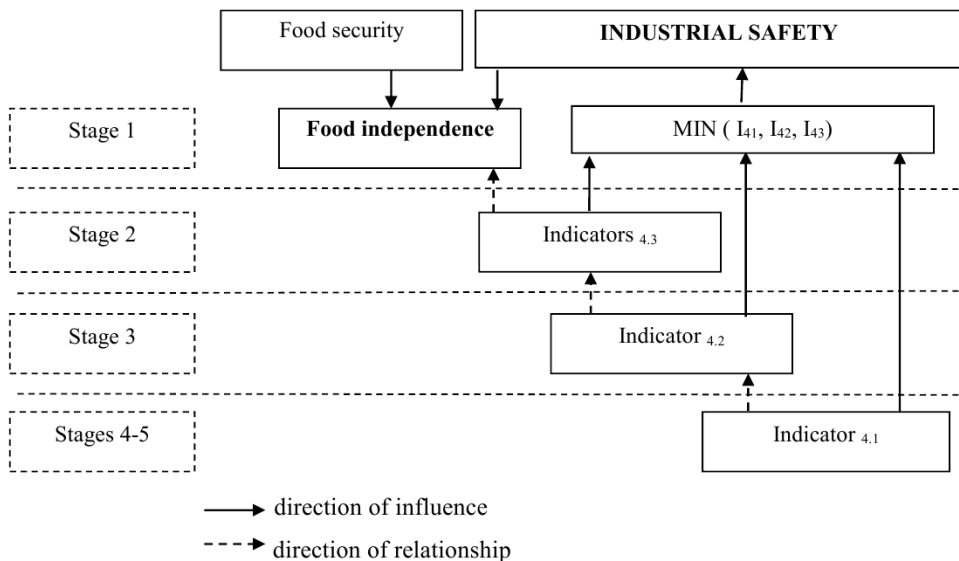 Food security
INDUSTRIAL SAFETY
Stage 1
Food independence
MIN ( I41, I42, I43)
Stage 2
Indicators 4.3
Stage 3
Indicator 4.2
Stages 4-5
Indicator 4.1
direction of influence
direction of relationship